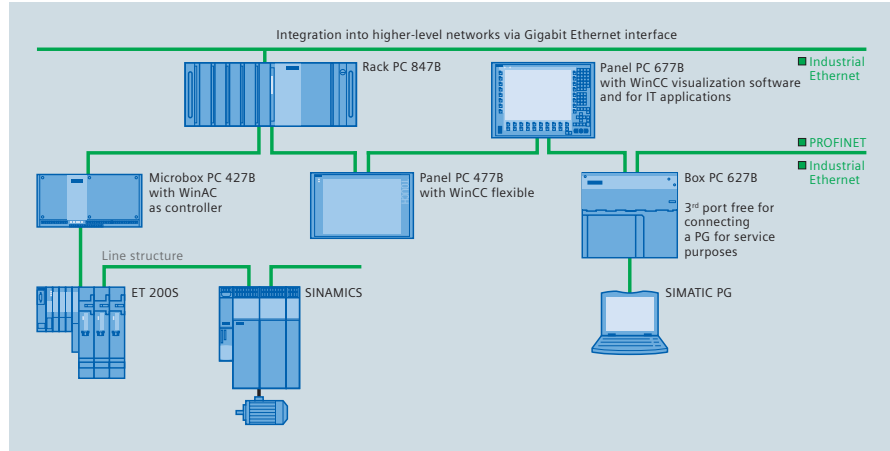 Integration into higher-level networks via Gigabit Ethernet interface
Rack PC 847B
Panel PC 677B
with WinCC visualization software
and for IT applications
Industrial
Ethernet
PROFINET
Industrial
Ethernet
Microbox PC 427B
with WinAC
as controller
Panel PC 477B
with WinCC flexible
Box PC 627B
3rd port free for
connecting
a PG for service
purposes
Line structure
ET 200S
SINAMICS
SIMATIC PG